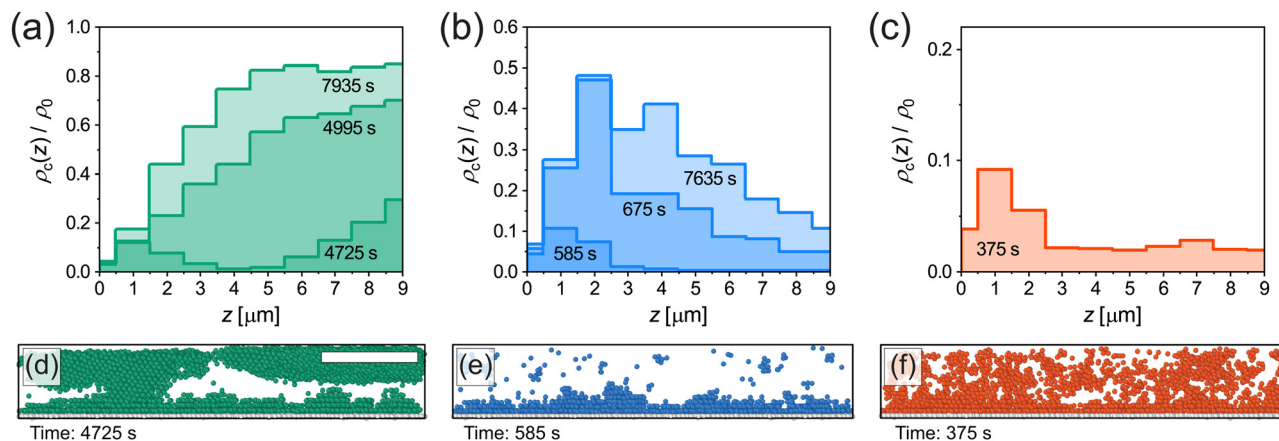 (a)
1.0
0.8
0.6
0.4
0.2
0.0
ρc(z) / ρ0
7935 s
4995 s
4725 s
0 1 2 3 4 5 6 7 8 9
z [μm]
(b)
0.6
0.5
0.4
0.3
0.2
0.1
0.0
ρc(z) / ρ0
7635 s
675 s
585 s
0 1 2 3 4 5 6 7 8 9
z [μm]
(c)
0.2
0.1
0.0
ρc(z) / ρ0
375 s
0 1 2 3 4 5 6 7 8 9
z [μm]
(d)
Time: 4725 s
(e)
Time: 585 s
(f)
Time: 375 s